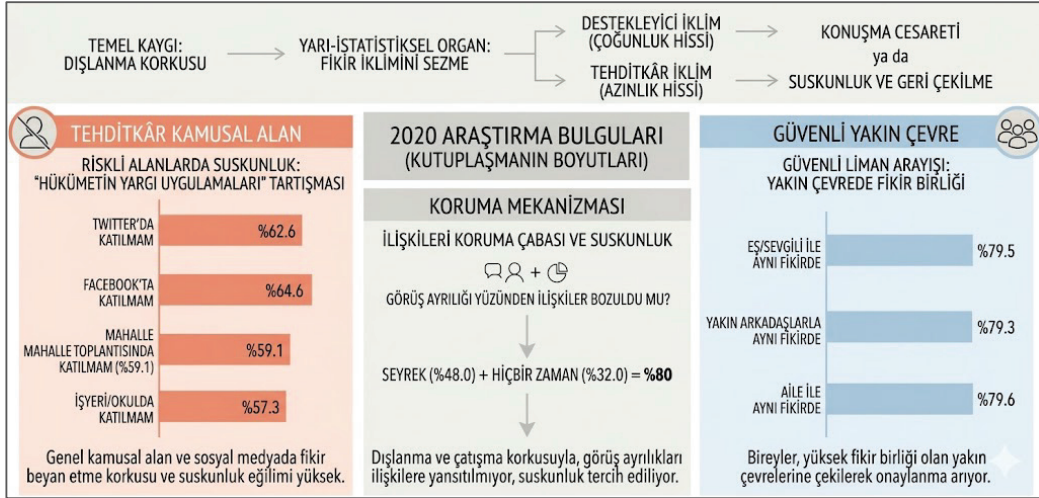 TEMEL KAYGI:
DIŞLANMA KORKUSU
YARI-İSTATİSTİKSEL ORGAN:
FİKİR İKLİMİNİ SEZME
DESTEKLEYİCİ İKLİM
(ÇOĞUNLUK HİSSİ)
TEHDİTKÂR İKLİM
(AZINLIK HİSSİ)
KONUŞMA CESARETİ
ya da
SUSKUNLUK VE GERİ ÇEKİLME
TEHDİTKÂR KAMUSAL ALAN
RİSKLİ ALANLARDA SUSKUNLUK:
"HÜKÜMETİN YARGI UYGULAMALARI" TARTIŞMASI
TWITTER'DA
KATILMAM
%62.6
FACEBOOK'TA
KATILMAM
%64.6
MAHALLE
MAHALLE TOPLANTISINDA
KATILMAM (%59.1)
%59.1
İŞYERİ/OKULDA
KATILMAM
%57.3
Genel kamusal alan ve sosyal medyada fikir
beyan etme korkusu ve suskunluk eğilimi yüksek.
2020 ARAŞTIRMA BULGULARI
(KUTUPLAŞMANIN BOYUTLARI)
KORUMA MEKANİZMASI
İLİŞKİLERİ KORUMA ÇABASI VE SUSKUNLUK
+
GÖRÜŞ AYRILIĞI YÜZÜNDEN İLİŞKİLER BOZULDU MU?
SEYREK (%48.0) + HİÇBİR ZAMAN (%32.0) = %80
Dışlanma ve çatışma korkusuyla, görüş ayrılıkları
ilişkilere yansıtılmıyor, suskunluk tercih ediliyor.
GÜVENLİ YAKIN ÇEVRE
GÜVENLİ LİMAN ARAYIŞI:
YAKIN ÇEVREDE FİKİR BİRLİĞİ
EŞ/SEVGİLİ İLE
AYNI FİKİRDE
%79.5
YAKIN ARKADAŞLARLA
AYNI FİKİRDE
%79.3
AİLE İLE
AYNI FİKİRDE
%79.6
Bireyler, yüksek fikir birliği olan yakın
çevrelerine çekilerek onaylanma arıyor.